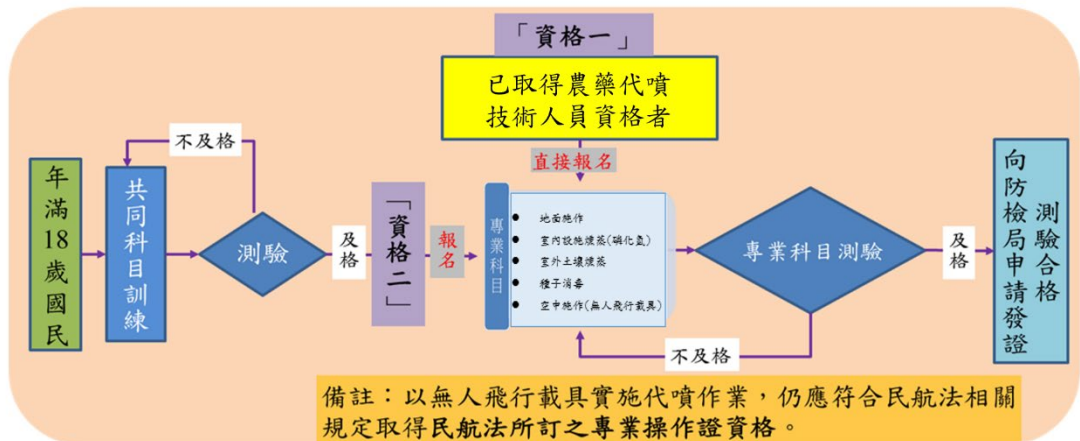 「資格一」
已取得農藥代噴
技術人員資格者
直接報名
不及格
年滿18歲國民
共同科目訓練
測驗
及格
「資格二」
報名
專業科目
● 地面施作
● 室內設施燻蒸(磷化氫)
● 室外土壤燻蒸
● 種子消毒
● 空中施作(無人飛行載具)
專業科目測驗
不及格
及格
測驗合格
向防檢局申請發證
備註：以無人飛行載具實施代噴作業，仍應符合民航法相關
規定取得民航法所訂之專業操作證資格。